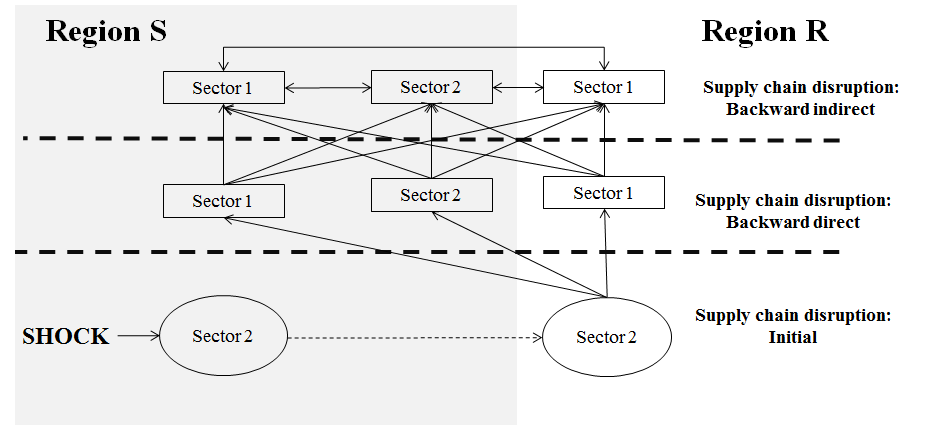 Region S
Region R
Sector 1
Sector 2
Sector 1
Supply chain disruption:
Backward indirect
Sector 1
Sector 2
Sector 1
Supply chain disruption:
Backward direct
SHOCK
Sector 2
Sector 2
Supply chain disruption:
Initial